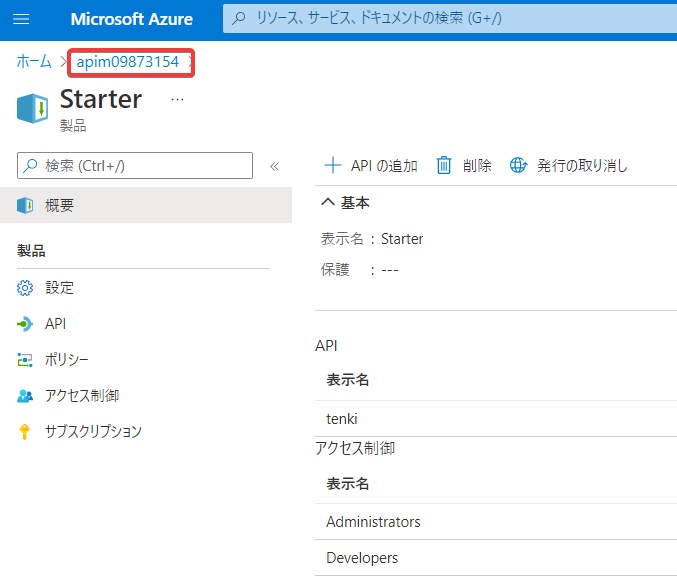 Microsoft Azure
リソース、サービス、ドキュメントの検索 (G+/)
ホーム > apim09873154 >
Starter ...
製品
検索 (Ctrl+/) «
概要
製品
設定
API
ポリシー
アクセス制御
サブスクリプション
API の追加 削除 発行の取り消し
基本
表示名 : Starter
保護 : ---
API
表示名
tenki
アクセス制御
表示名
Administrators
Developers